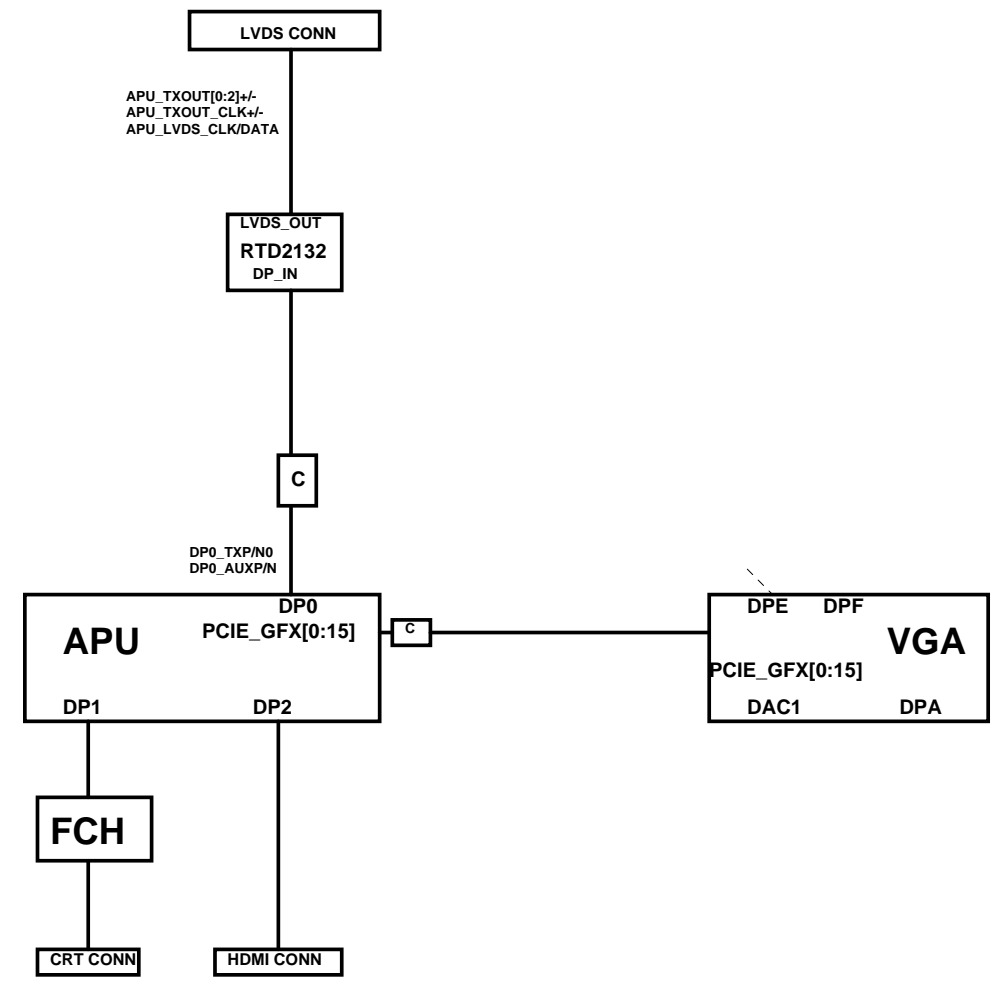 LVDS CONN
APU_TXOUT[0:2]+/-
APU_TXOUT_CLK+/-
APU_LVDS_CLK/DATA
LVDS_OUT
RTD2132
DP_IN
C
DP0_TXP/N0
DP0_AUXP/N
DP0
PCIE_GFX[0:15]
APU
DP1
DP2
C
DPE
DPF
VGA
PCIE_GFX[0:15]
DAC1
DPA
FCH
CRT CONN
HDMI CONN